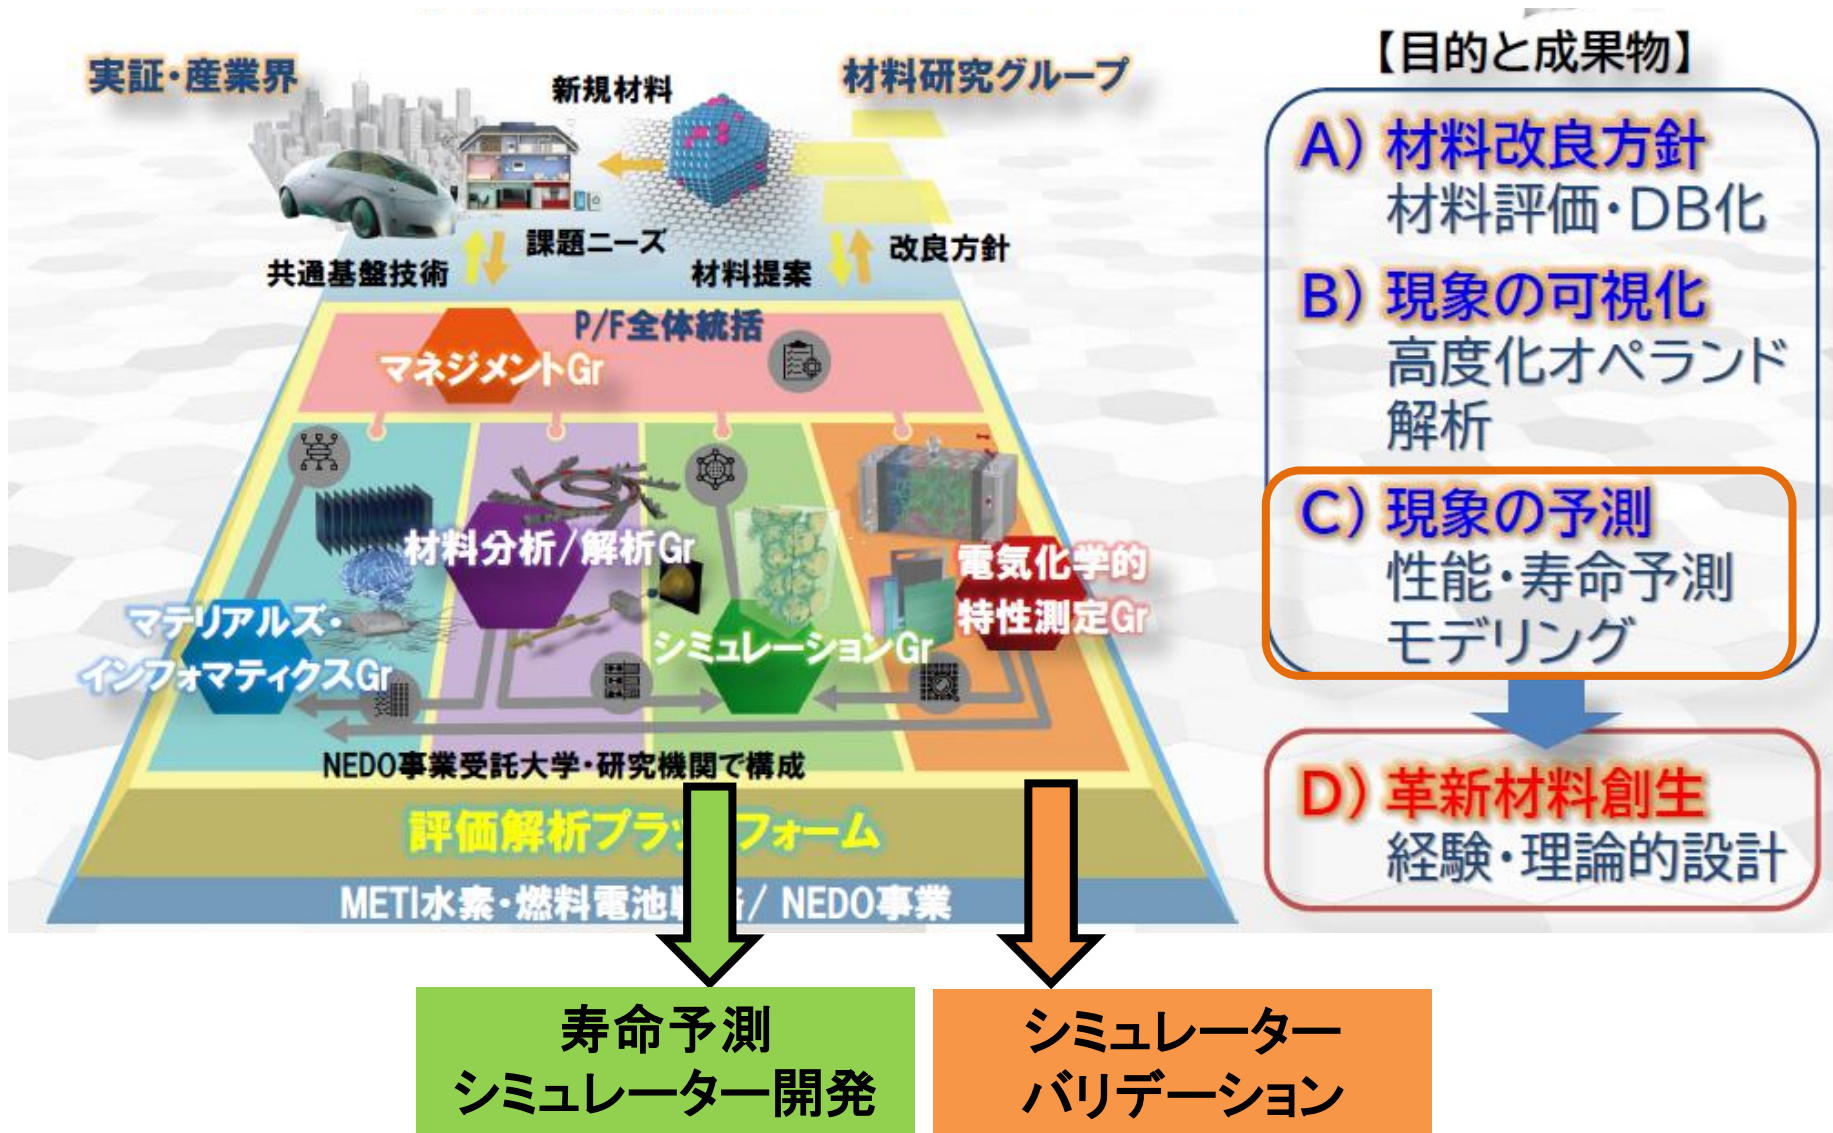 実証・産業界
新規材料
材料研究グループ
共通基盤技術
課題ニーズ
材料提案
改良方針
P/F全体統括
マネジメントGr
材料分析/解析Gr
電気化学的
特性測定Gr
マテリアルズ・
インフォマティクスGr
シミュレーションGr
NEDO事業受託大学・研究機関で構成
評価解析プラットフォーム
METI水素・燃料電池戦略/ NEDO事業
寿命予測
シミュレーター開発
シミュレーター
バリデーション
【目的と成果物】
A）材料改良方針
材料評価・DB化
B）現象の可視化
高度化オペランド
解析
C）現象の予測
性能・寿命予測
モデリング
D）革新材料創生
経験・理論的設計